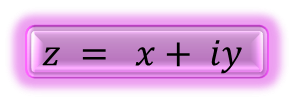 z = x + iy